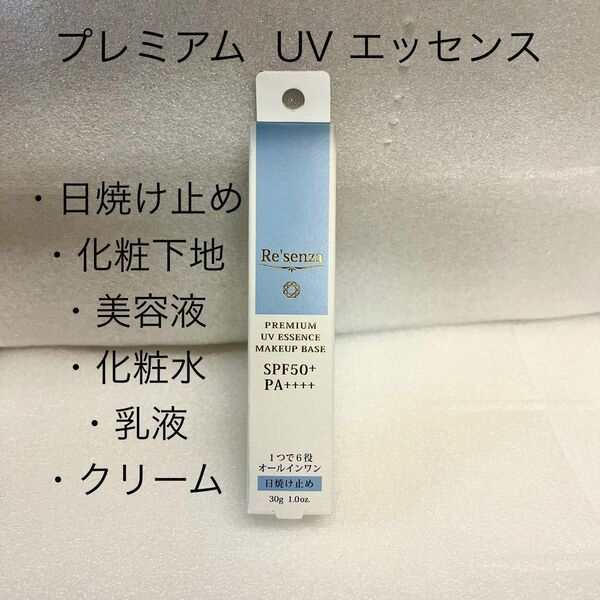 プレミアム UV エッセンス
・日焼け止め
・化粧下地
・美容液
・化粧水
・乳液
・クリーム
Re'senza
PREMIUM
UV ESSENCE
MAKEUP BASE
SPF50+
PA++++
1つで6役
オールインワン
日焼け止め
30g 1.0oz.